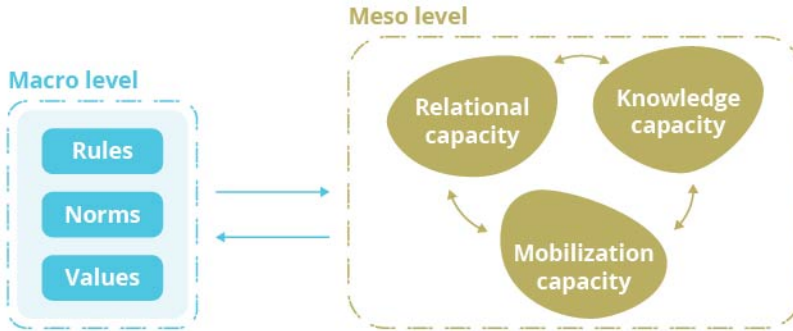 Macro level
Rules
Norms
Values
Meso level
Relational
capacity
Knowledge
capacity
Mobilization
capacity